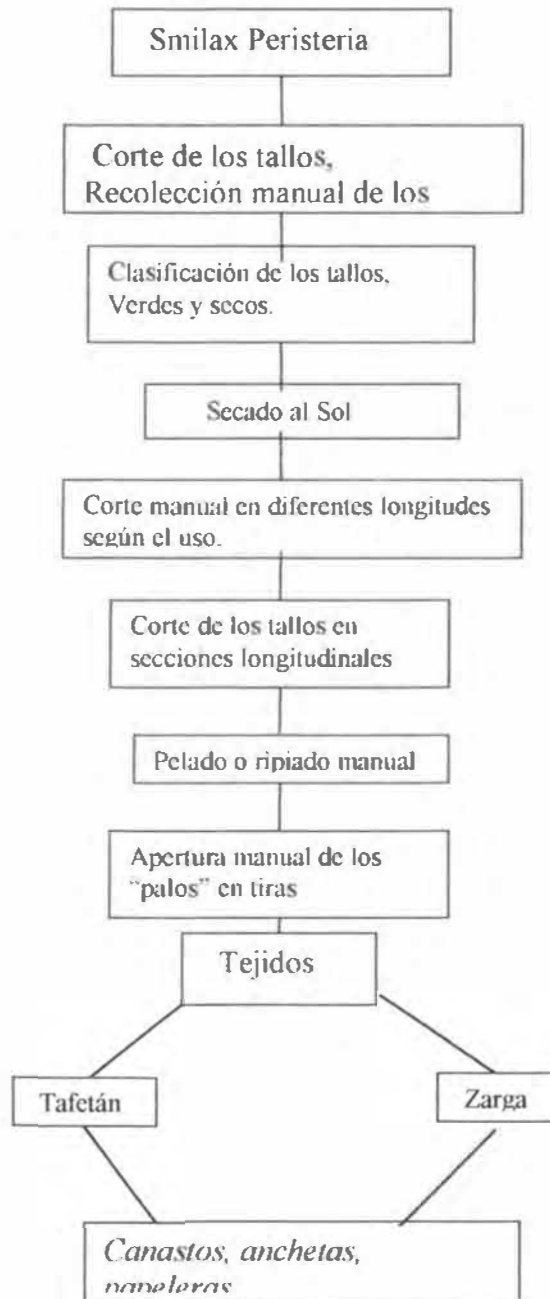 Smilax Peristeria
Corte de los tallos,
Recolección manual de los
Clasificación de los tallos,
Verdes y secos.
Secado al Sol
Corte manual en diferentes longitudes
según el uso.
Corte de los tallos en
secciones longitudinales
Pelado o ripiado manual
Apertura manual de los
"palos" en tiras
Tejidos
Tafetán
Zarga
Canastos, anchetas,
papeleras